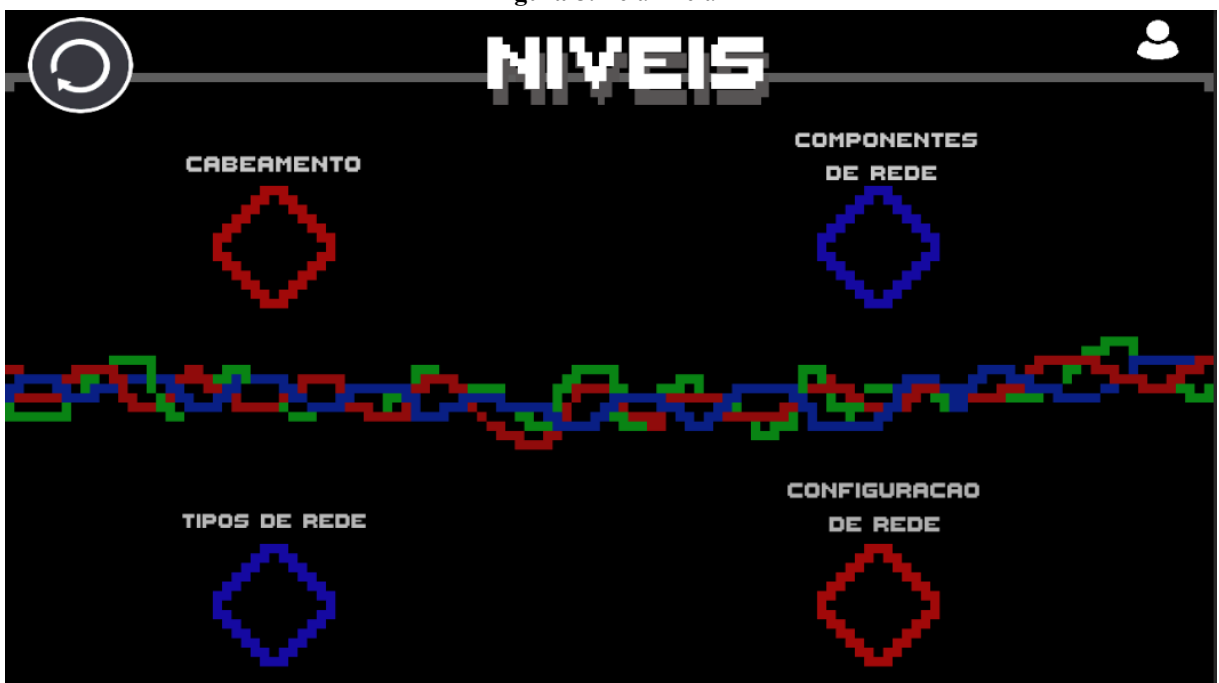 NIVEIS
CABEAMENTO
COMPONENTES
DE REDE
TIPOS DE REDE
CONFIGURACAO
DE REDE